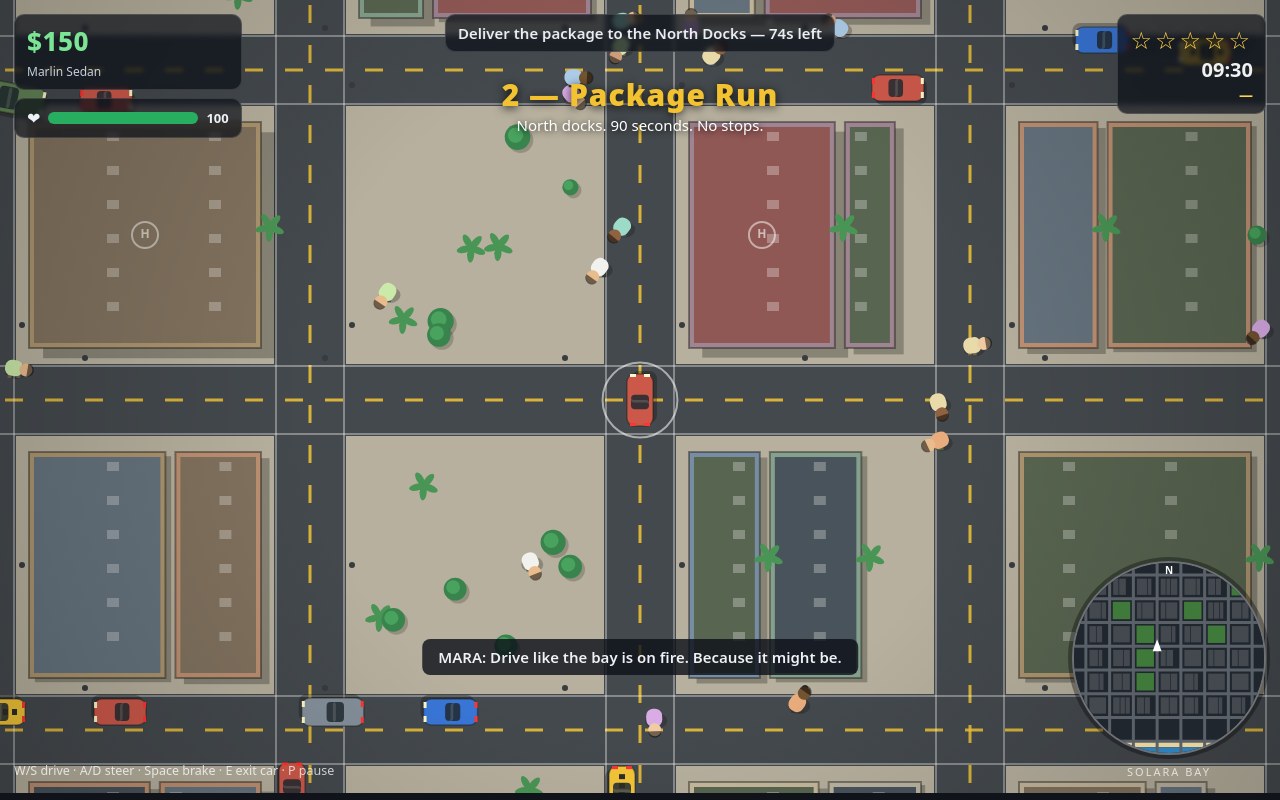 $150
Marlin Sedan
❤ 100
Deliver the package to the North Docks — 74s left
☆☆☆☆☆
09:30
—
2 — Package Run
North docks. 90 seconds. No stops.
H
H
MARA: Drive like the bay is on fire. Because it might be.
N
W/S drive · A/D steer · Space brake · E exit car · P pause
SOLARA BAY